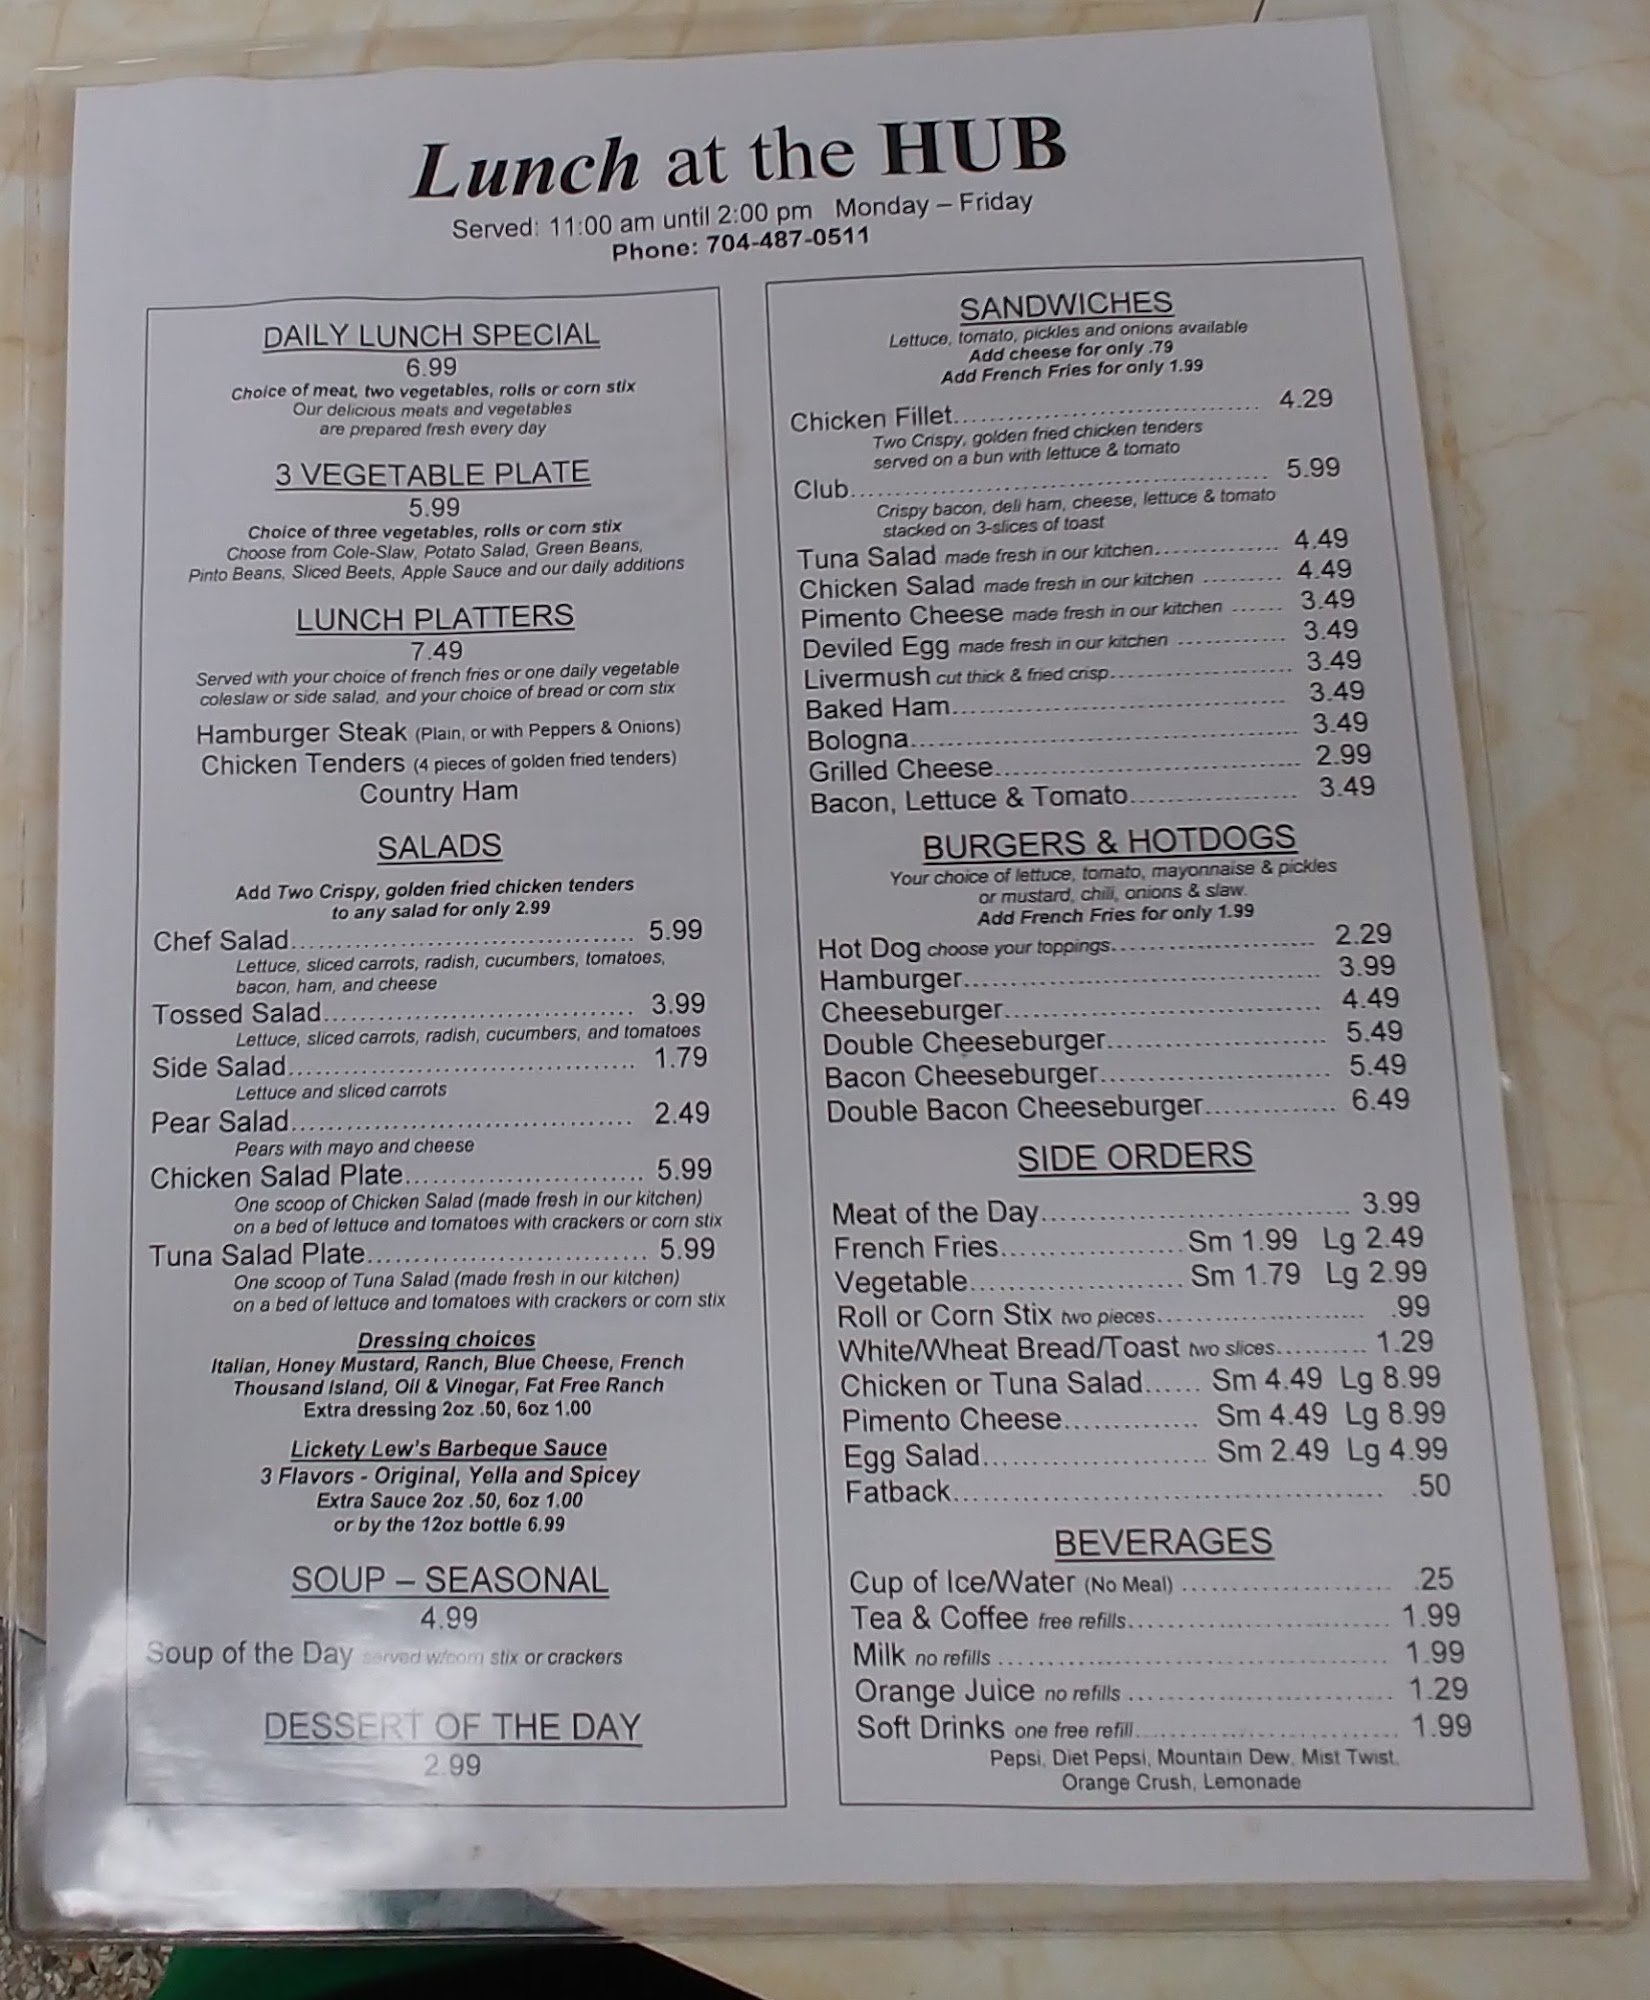 Lunch at the HUB
Served: 11:00 am until 2:00 pm Monday – Friday
Phone: 704-487-0511
DAILY LUNCH SPECIAL
6.99
Choice of meat, two vegetables, rolls or corn stix
Our delicious meats and vegetables
are prepared fresh every day
3 VEGETABLE PLATE
5.99
Choice of three vegetables, rolls or corn stix
Choose from Cole-Slaw, Potato Salad, Green Beans,
Pinto Beans, Sliced Beets, Apple Sauce and our daily additions
LUNCH PLATTERS
7.49
Served with your choice of french fries or one daily vegetable
coleslaw or side salad, and your choice of bread or corn stix
Hamburger Steak (Plain, or with Peppers & Onions)
Chicken Tenders (4 pieces of golden fried tenders)
Country Ham
SALADS
Add Two Crispy, golden fried chicken tenders
to any salad for only 2.99
Chef Salad.................................... 5.99
Lettuce, sliced carrots, radish, cucumbers, tomatoes,
bacon, ham, and cheese
Tossed Salad................................. 3.99
Lettuce, sliced carrots, radish, cucumbers, and tomatoes
Side Salad..................................... 1.79
Lettuce and sliced carrots
Pear Salad.................................... 2.49
Pears with mayo and cheese
Chicken Salad Plate......................... 5.99
One scoop of Chicken Salad (made fresh in our kitchen)
on a bed of lettuce and tomatoes with crackers or corn stix
Tuna Salad Plate.............................. 5.99
One scoop of Tuna Salad (made fresh in our kitchen)
on a bed of lettuce and tomatoes with crackers or corn stix
Dressing choices
Italian, Honey Mustard, Ranch, Blue Cheese, French
Thousand Island, Oil & Vinegar, Fat Free Ranch
Extra dressing 2oz .50, 6oz 1.00
Lickety Lew's Barbeque Sauce
3 Flavors - Original, Yella and Spicey
Extra Sauce 2oz .50, 6oz 1.00
or by the 12oz bottle 6.99
SOUP – SEASONAL
4.99
Soup of the Day served w/corn stix or crackers
DESSERT OF THE DAY
2.99
SANDWICHES
Lettuce, tomato, pickles and onions available
Add cheese for only .79
Add French Fries for only 1.99
Chicken Fillet.................................. 4.29
Two Crispy, golden fried chicken tenders
served on a bun with lettuce & tomato
Club............................................. 5.99
Crispy bacon, deli ham, cheese, lettuce & tomato
stacked on 3-slices of toast
Tuna Salad made fresh in our kitchen.............. 4.49
Chicken Salad made fresh in our kitchen ......... 4.49
Pimento Cheese made fresh in our kitchen ...... 3.49
Deviled Egg made fresh in our kitchen ............ 3.49
Livermush cut thick & fried crisp.................... 3.49
Baked Ham.................................... 3.49
Bologna......................................... 3.49
Grilled Cheese................................. 2.99
Bacon, Lettuce & Tomato.................. 3.49
BURGERS & HOTDOGS
Your choice of lettuce, tomato, mayonnaise & pickles
or mustard, chili, onions & slaw.
Add French Fries for only 1.99
Hot Dog choose your toppings...................... 2.29
Hamburger..................................... 3.99
Cheeseburger................................. 4.49
Double Cheeseburger....................... 5.49
Bacon Cheeseburger........................ 5.49
Double Bacon Cheeseburger.............. 6.49
SIDE ORDERS
Meat of the Day................................. 3.99
French Fries................... Sm 1.99 Lg 2.49
Vegetable....................... Sm 1.79 Lg 2.99
Roll or Corn Stix two pieces....................... .99
White/Wheat Bread/Toast two slices.......... 1.29
Chicken or Tuna Salad...... Sm 4.49 Lg 8.99
Pimento Cheese.............. Sm 4.49 Lg 8.99
Egg Salad....................... Sm 2.49 Lg 4.99
Fatback............................................ .50
BEVERAGES
Cup of Ice/Water (No Meal) ...................... .25
Tea & Coffee free refills........................... 1.99
Milk no refills ......................................... 1.99
Orange Juice no refills ............................ 1.29
Soft Drinks one free refill............................ 1.99
Pepsi, Diet Pepsi, Mountain Dew, Mist Twist,
Orange Crush, Lemonade